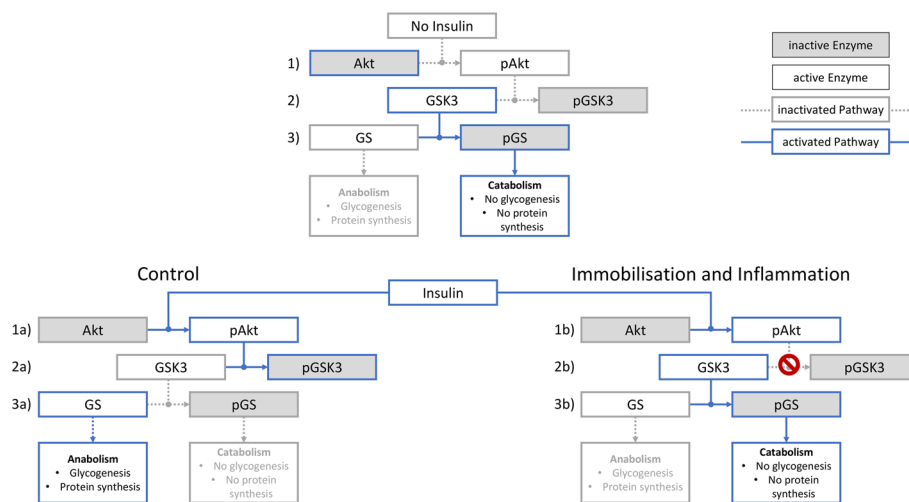 No Insulin
1)
Akt
pAkt
2)
GSK3
pGSK3
3)
GS
pGS
Anabolism
• Glycogenesis
• Protein synthesis
Catabolism
• No glycogenesis
• No protein
synthesis
inactive Enzyme
active Enzyme
inactivated Pathway
activated Pathway
Control
Immobilisation and Inflammation
Insulin
1a)
Akt
pAkt
2a)
GSK3
pGSK3
3a)
GS
pGS
Anabolism
• Glycogenesis
• Protein synthesis
Catabolism
• No glycogenesis
• No protein
synthesis
1b)
Akt
pAkt
2b)
GSK3
pGSK3
3b)
GS
pGS
Anabolism
• Glycogenesis
• Protein synthesis
Catabolism
• No glycogenesis
• No protein
synthesis